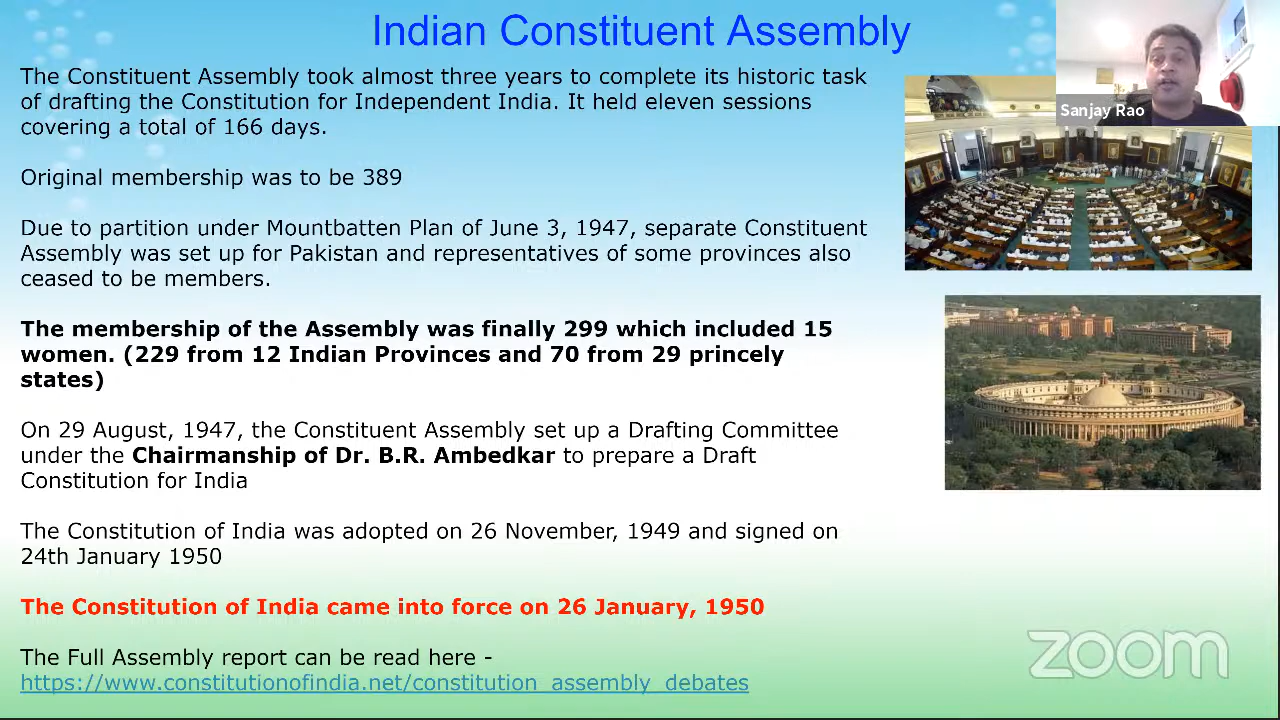 Indian Constituent Assembly
The Constituent Assembly took almost three years to complete its historic task
of drafting the Constitution for Independent India. It held eleven sessions
covering a total of 166 days.
Original membership was to be 389
Due to partition under Mountbatten Plan of June 3, 1947, separate Constituent
Assembly was set up for Pakistan and representatives of some provinces also
ceased to be members.
The membership of the Assembly was finally 299 which included 15
women. (229 from 12 Indian Provinces and 70 from 29 princely
states)
On 29 August, 1947, the Constituent Assembly set up a Drafting Committee
under the Chairmanship of Dr. B.R. Ambedkar to prepare a Draft
Constitution for India
The Constitution of India was adopted on 26 November, 1949 and signed on
24th January 1950
The Constitution of India came into force on 26 January, 1950
The Full Assembly report can be read here -
https://www.constitutionofindia.net/constitution_assembly_debates
Sanjay Rao
zoom